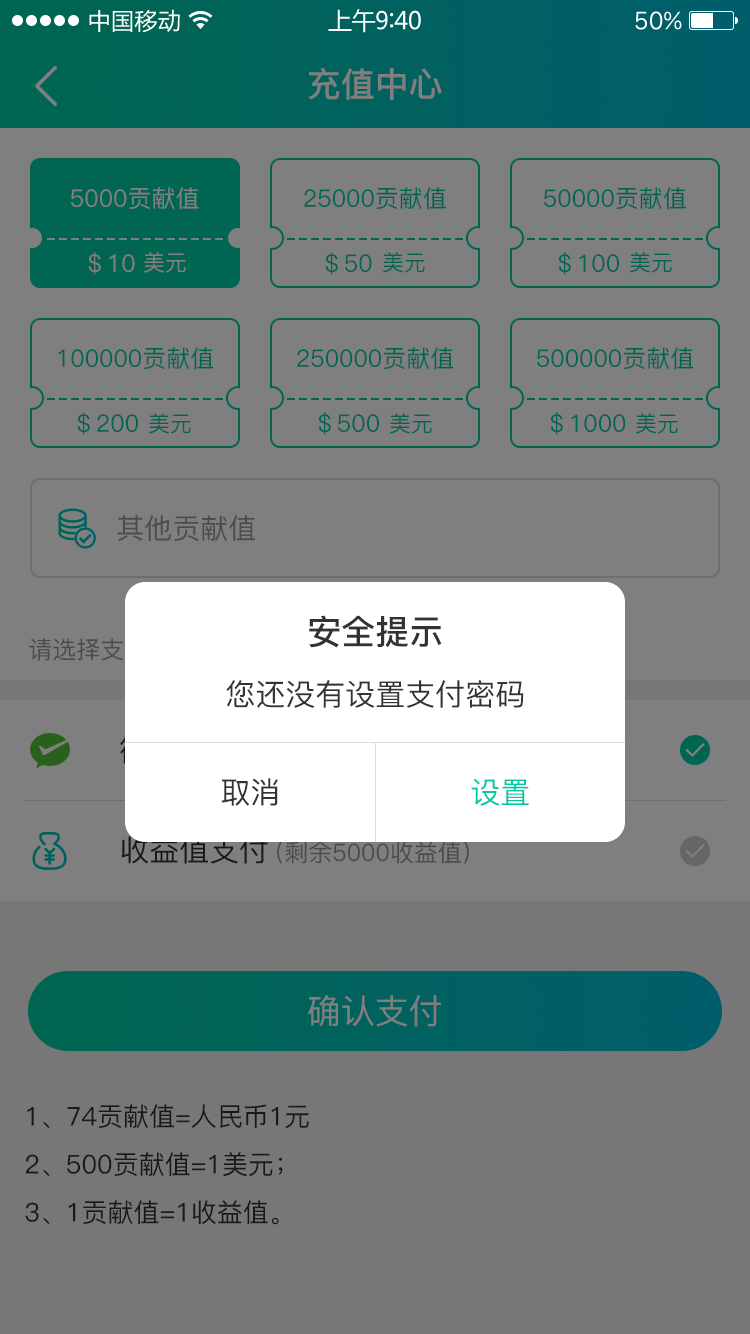 中国移动 上午9:40 50%
充值中心
5000贡献值 25000贡献值 50000贡献值
$10 美元 $50 美元 $100 美元
100000贡献值 250000贡献值 500000贡献值
$200 美元 $500 美元 $1000 美元
其他贡献值
安全提示
请选择支
您还没有设置支付密码
取消 设置
收益值支付 (剩余5000收益值)
确认支付
1、74贡献值=人民币1元
2、500贡献值=1美元;
3、1贡献值=1收益值。